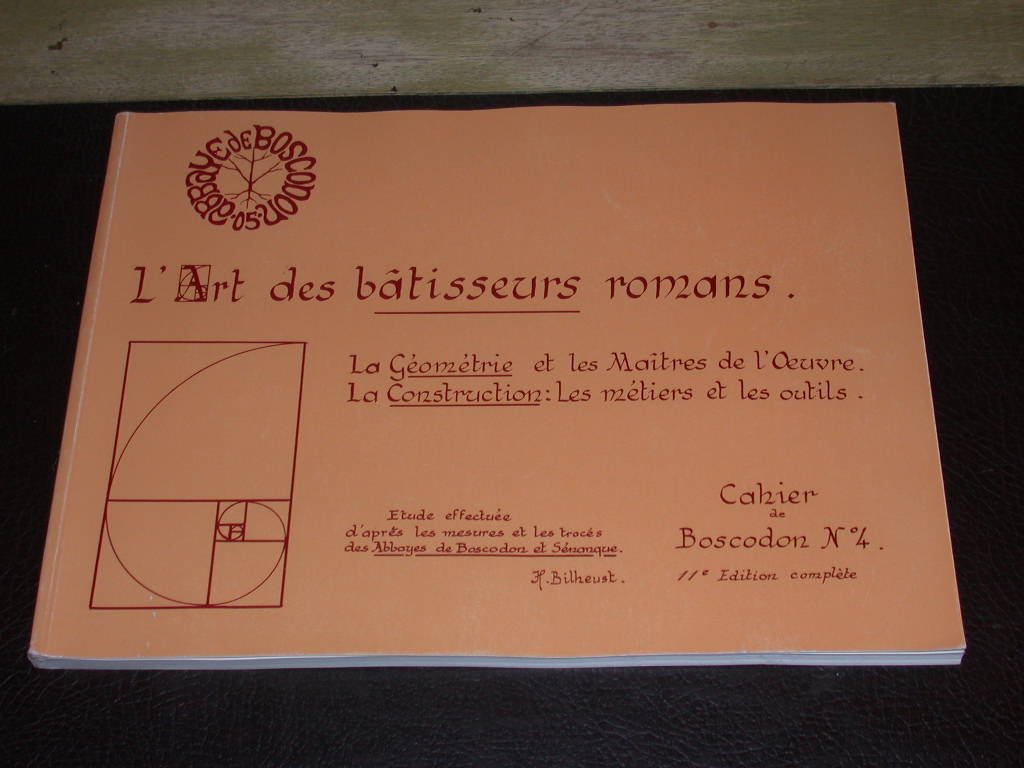 ABBAYE de BOSCODON · 05 ·
L'Art des bâtisseurs romans .
La Géométrie et les Maîtres de l'Œuvre.
La Construction : Les métiers et les outils .
Etude effectuée
d'après les mesures et les tracés
des Abbayes de Boscodon et Sénanque.
H. Bilheust .
Cahier
de
Boscodon N° 4 .
11e Edition complète